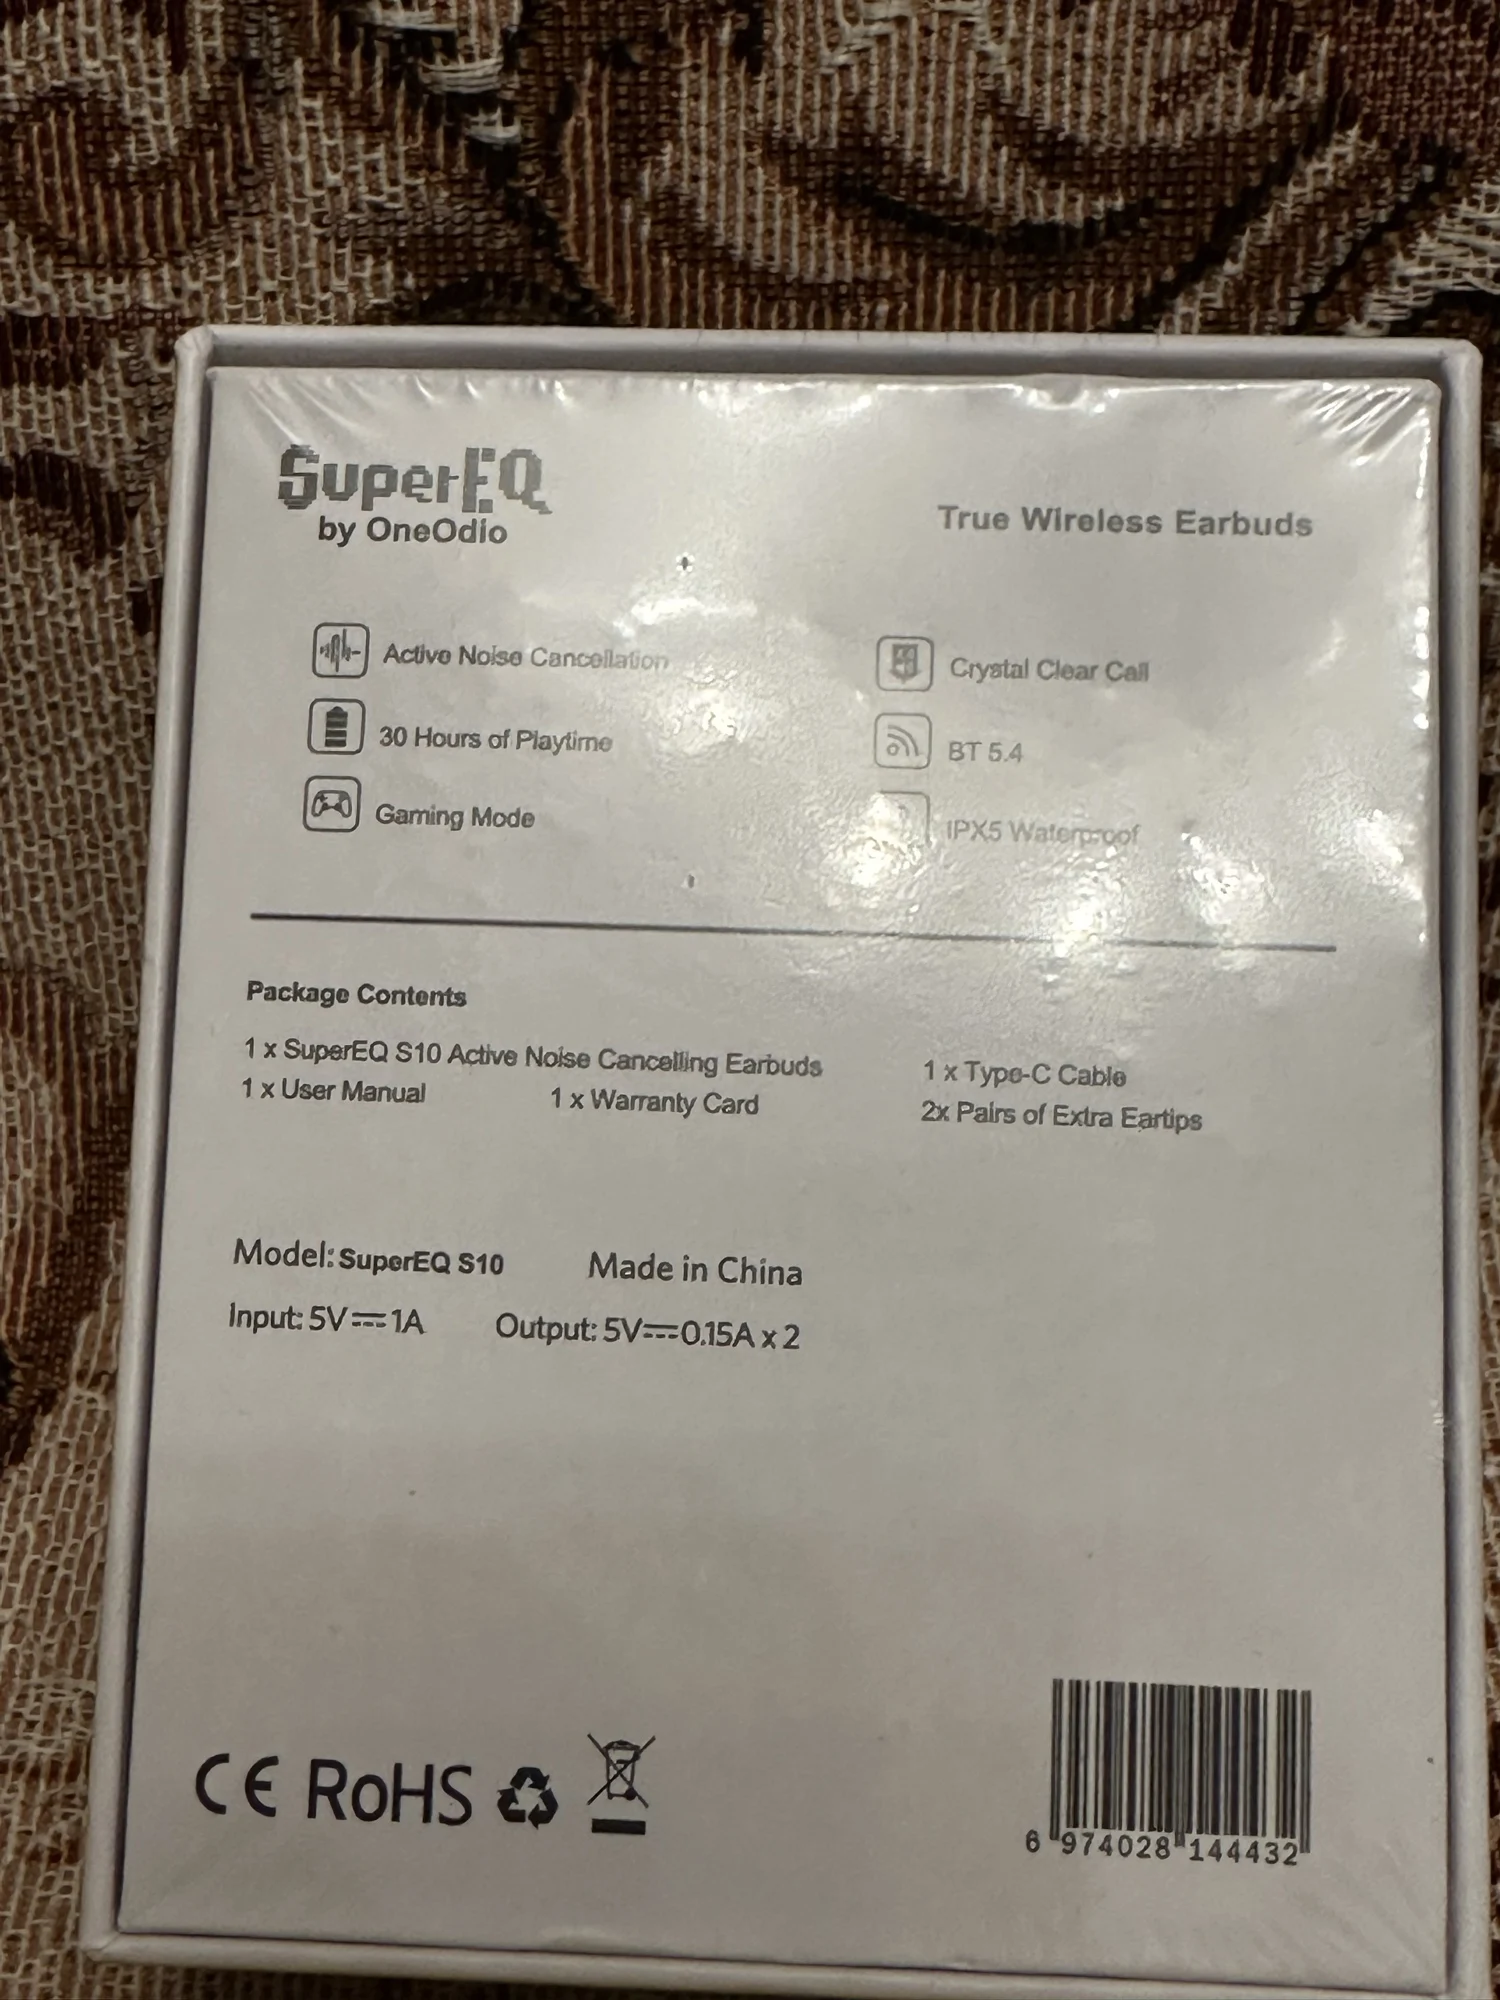 SuperEQ
by OneOdio
True Wireless Earbuds
Active Noise Cancellation
Crystal Clear Call
30 Hours of Playtime
BT 5.4
Gaming Mode
IPX5 Waterproof
Package Contents
1 x SuperEQ S10 Active Noise Cancelling Earbuds
1 x Type-C Cable
1 x User Manual
1 x Warranty Card
2x Pairs of Extra Eartips
Model: SuperEQ S10
Made in China
Input: 5V⎓1A
Output: 5V⎓0.15A x 2
CE RoHS
6 974028 144432